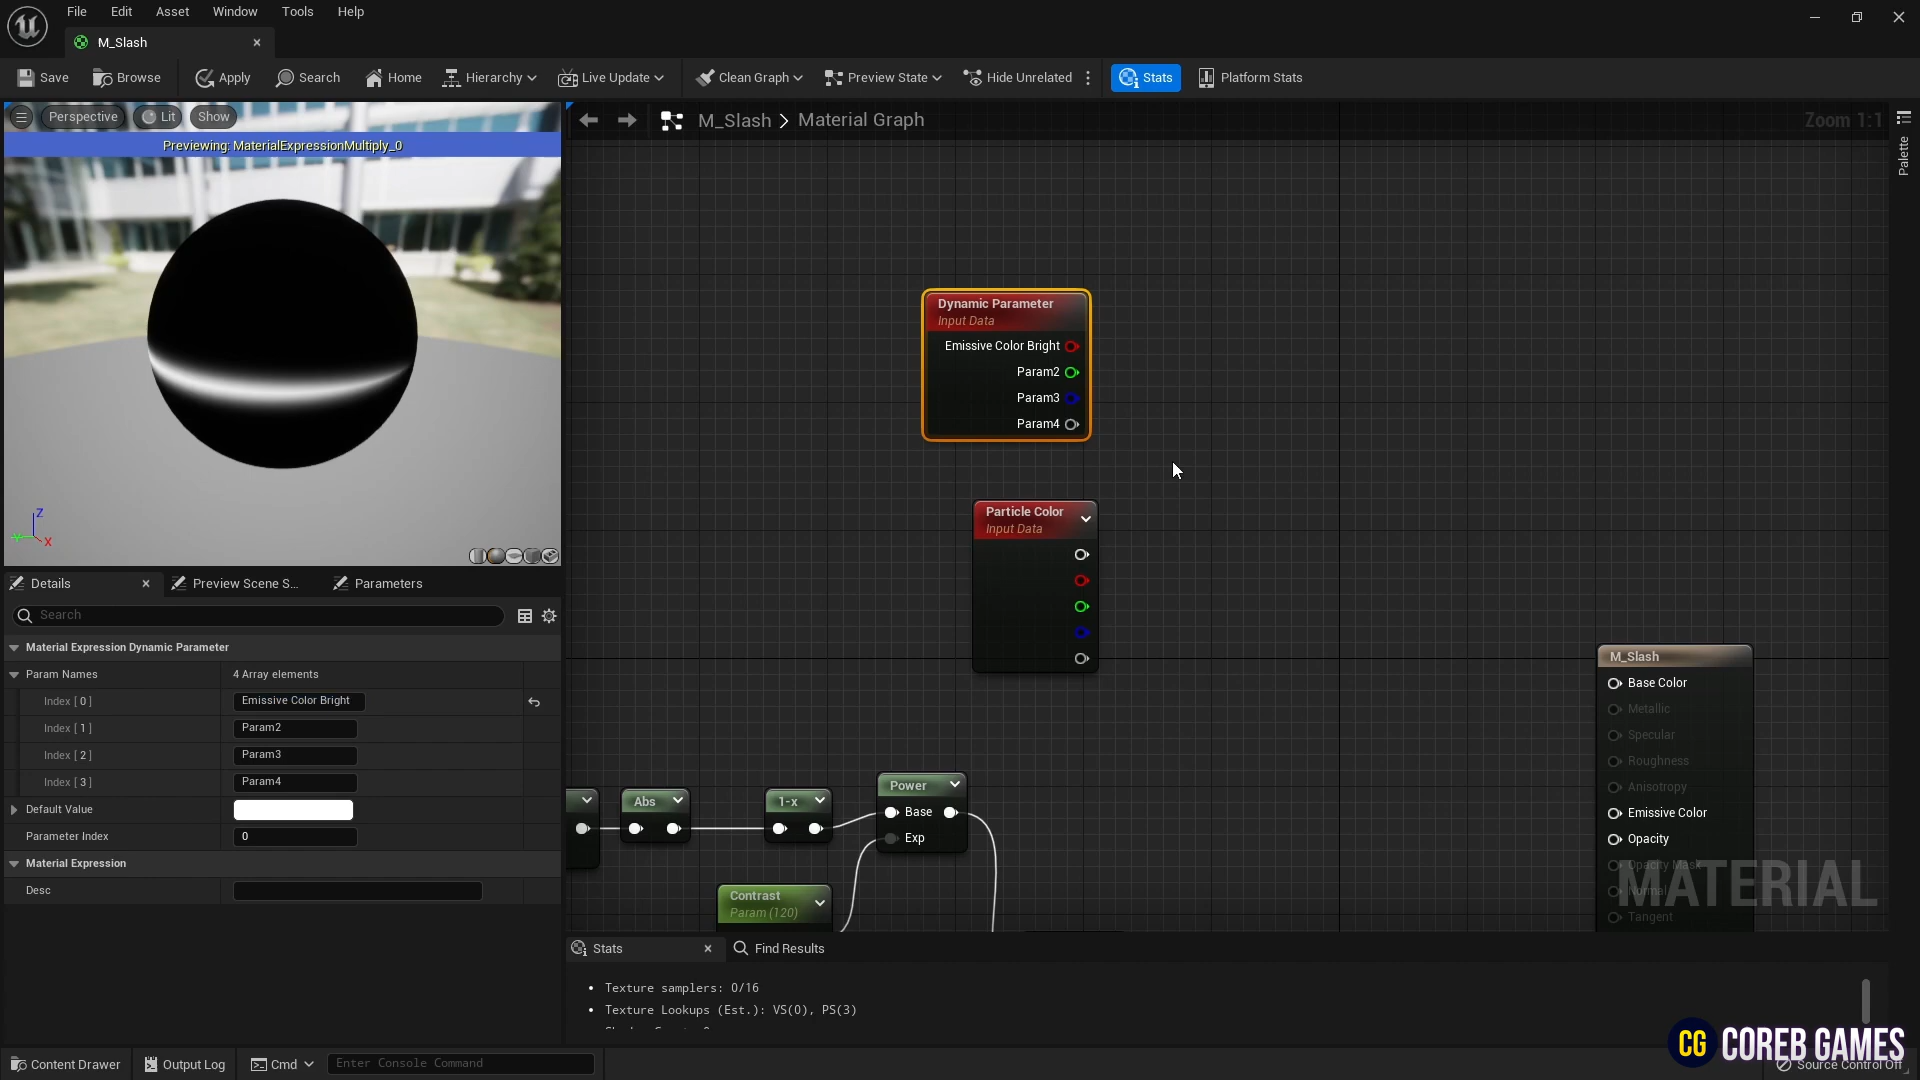 File Edit Asset Window Tools Help
M_Slash
Save Browse Apply Search Home Hierarchy Live Update Clean Graph Preview State Hide Unrelated Stats Platform Stats
Perspective Lit Show
Previewing: MaterialExpressionMultiply_0
M_Slash > Material Graph
Zoom 1:1
Palette
Dynamic Parameter
Input Data
Emissive Color Bright
Param2
Param3
Param4
Particle Color
Input Data
Z
Y
X
Details Preview Scene S... Parameters
Search
Material Expression Dynamic Parameter
Param Names 4 Array elements
Index [ 0 ] Emissive Color Bright
Index [ 1 ] Param2
Index [ 2 ] Param3
Index [ 3 ] Param4
Default Value
Parameter Index 0
Material Expression
Desc
Abs
1-x
Power
Base
Exp
Contrast
Param (120)
M_Slash
Base Color
Metallic
Specular
Roughness
Anisotropy
Emissive Color
Opacity
Opacity Mask
Normal
Tangent
MATERIAL
Stats Find Results
• Texture samplers: 0/16
• Texture Lookups (Est.): VS(0), PS(3)
CG COREB GAMES
Content Drawer Output Log Cmd Enter Console Command Source Control Off